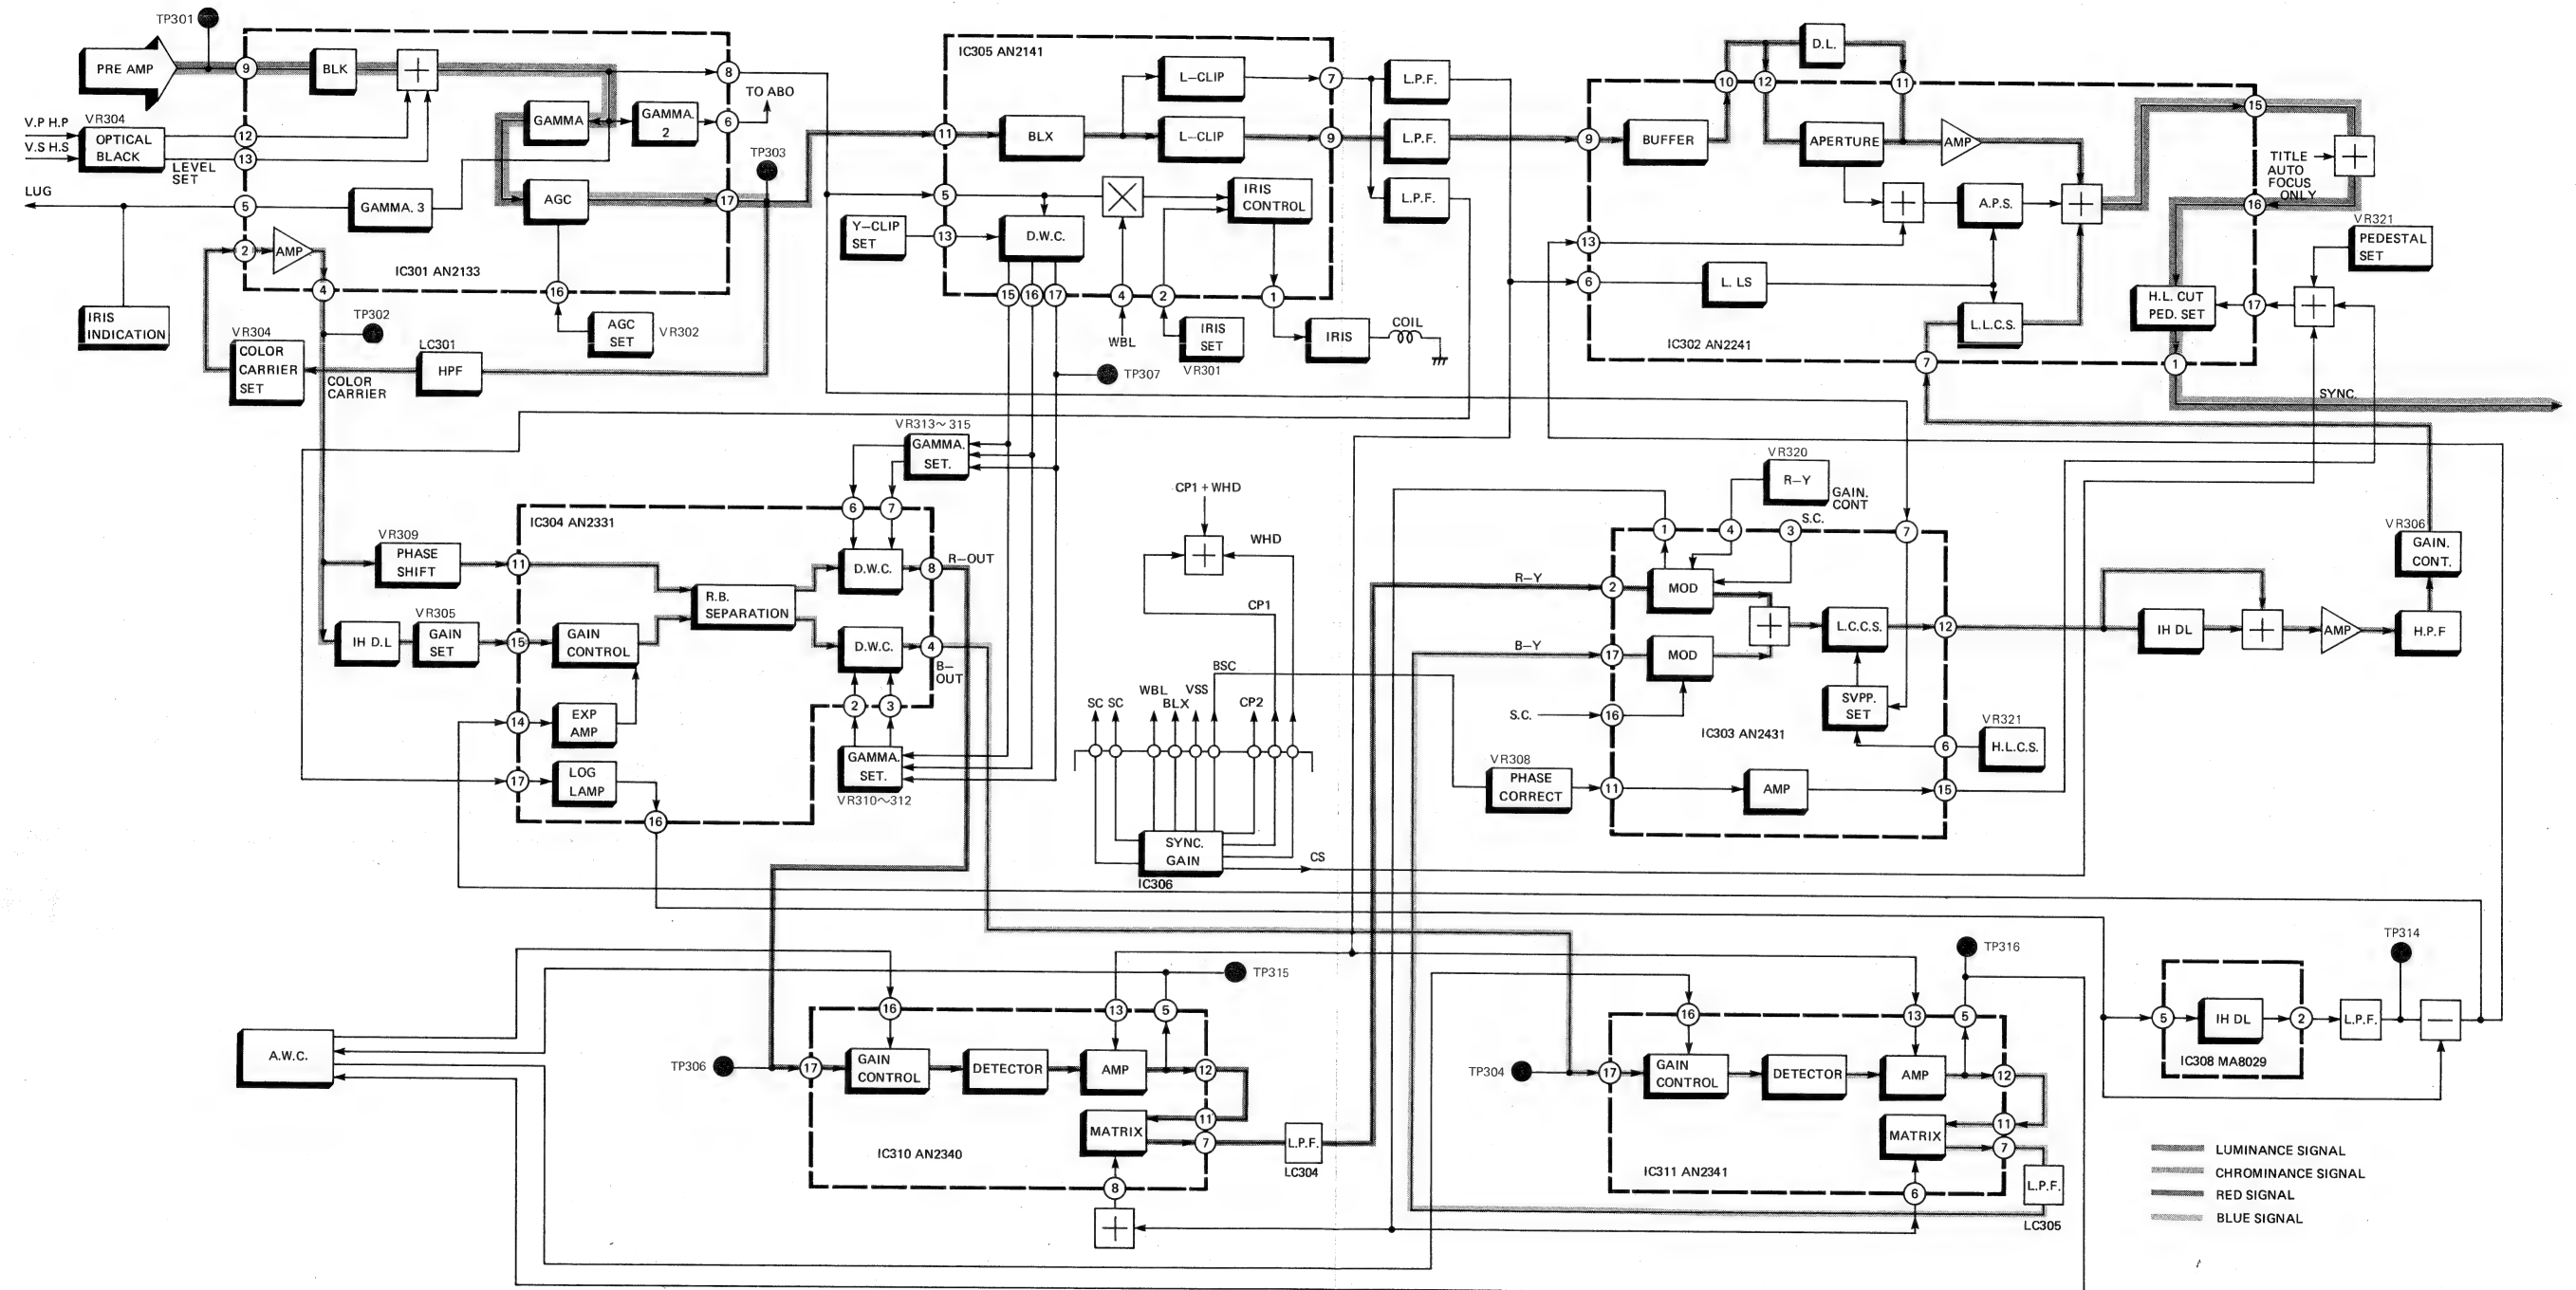 TP301
PRE AMP
9
BLK
8
V.P H.P
V.S H.S
VR304
OPTICAL
BLACK
12
13
LEVEL
SET
GAMMA
GAMMA.
2
6
TO ABO
TP303
LUG
5
GAMMA. 3
AGC
17
2
AMP
4
IC301 AN2133
16
AGC
SET
VR302
IRIS
INDICATION
TP302
VR304
COLOR
CARRIER
SET
COLOR
CARRIER
LC301
HPF
IC305 AN2141
11
BLX
L-CLIP
7
L-CLIP
9
L.P.F.
L.P.F.
L.P.F.
5
Y-CLIP
SET
13
D.W.C.
IRIS
CONTROL
15
16
17
4
2
1
WBL
IRIS
SET
VR301
IRIS
COIL
TP307
D.L.
10
12
11
9
BUFFER
APERTURE
AMP
15
TITLE
AUTO
FOCUS
ONLY
A.P.S.
16
13
6
L. LS
L.L.C.S.
H.L. CUT
PED. SET
17
VR321
PEDESTAL
SET
IC302 AN2241
7
1
SYNC.
VR313~315
GAMMA.
SET.
IC304 AN2331
6
7
VR309
PHASE
SHIFT
11
D.W.C.
8
R-OUT
R.B.
SEPARATION
VR305
IH D.L
GAIN
SET
15
GAIN
CONTROL
D.W.C.
4
B-
OUT
2
3
14
EXP
AMP
17
LOG
LAMP
GAMMA.
SET.
VR310~312
16
CP1 + WHD
WHD
CP1
BSC
SC SC
WBL
BLX
VSS
CP2
SYNC.
GAIN
IC306
CS
VR320
R-Y
GAIN.
CONT
1
4
3
S.C.
7
R-Y
2
MOD
B-Y
17
MOD
L.C.C.S.
12
S.C.
16
SVPP.
SET
IC303 AN2431
6
VR321
H.L.C.S.
VR308
PHASE
CORRECT
11
AMP
15
IH DL
AMP
H.P.F
VR306
GAIN.
CONT.
A.W.C.
TP315
16
13
5
TP306
17
GAIN
CONTROL
DETECTOR
AMP
12
11
MATRIX
7
IC310 AN2340
8
L.P.F.
LC304
TP316
16
13
5
TP304
17
GAIN
CONTROL
DETECTOR
AMP
12
11
MATRIX
7
IC311 AN2341
6
L.P.F.
LC305
5
IH DL
2
IC308 MA8029
L.P.F.
TP314
LUMINANCE SIGNAL
CHROMINANCE SIGNAL
RED SIGNAL
BLUE SIGNAL